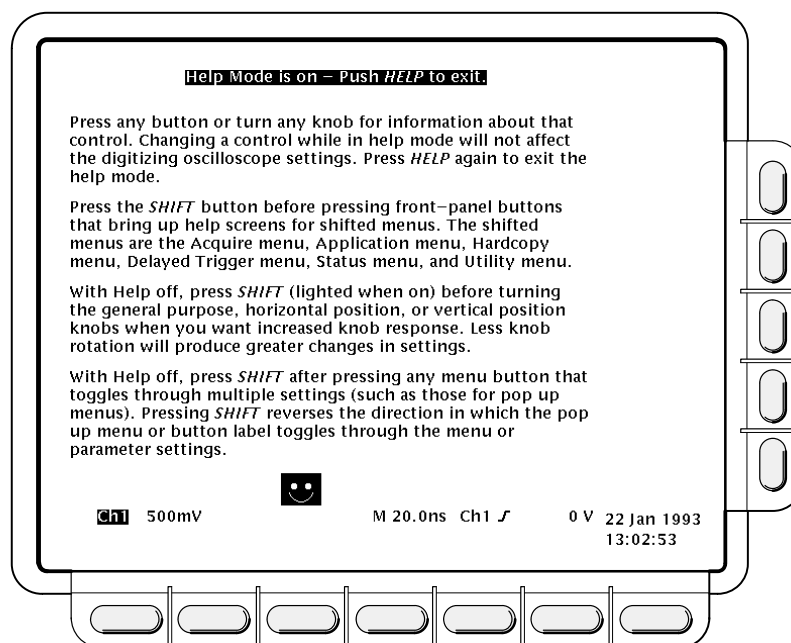 Help Mode is on – Push HELP to exit.
Press any button or turn any knob for information about that
control. Changing a control while in help mode will not affect
the digitizing oscilloscope settings. Press HELP again to exit the
help mode.
Press the SHIFT button before pressing front–panel buttons
that bring up help screens for shifted menus. The shifted
menus are the Acquire menu, Application menu, Hardcopy
menu, Delayed Trigger menu, Status menu, and Utility menu.
With Help off, press SHIFT (lighted when on) before turning
the general purpose, horizontal position, or vertical position
knobs when you want increased knob response. Less knob
rotation will produce greater changes in settings.
With Help off, press SHIFT after pressing any menu button that
toggles through multiple settings (such as those for pop up
menus). Pressing SHIFT reverses the direction in which the pop
up menu or button label toggles through the menu or
parameter settings.
Ch1 500mV M 20.0ns Ch1 0 V 22 Jan 1993
13:02:53